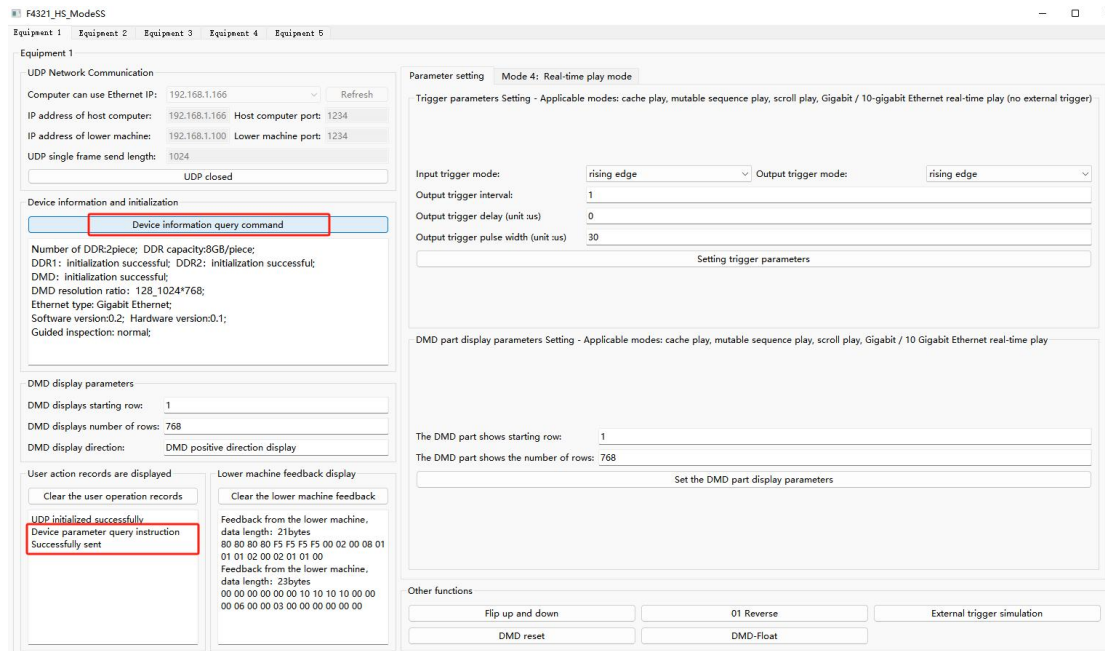 F4321_HS_ModeSS
Equipment 1 Equipment 2 Equipment 3 Equipment 4 Equipment 5
Equipment 1
UDP Network Communication
Computer can use Ethernet IP: 192.168.1.166 Refresh
IP address of host computer: 192.168.1.166 Host computer port: 1234
IP address of lower machine: 192.168.1.100 Lower machine port: 1234
UDP single frame send length: 1024
UDP closed
Device information and initialization
Device information query command
Number of DDR:2piece; DDR capacity:8GB/piece;
DDR1: initialization successful; DDR2: initialization successful;
DMD: initialization successful;
DMD resolution ratio: 128_1024*768;
Ethernet type: Gigabit Ethernet;
Software version:0.2; Hardware version:0.1;
Guided inspection: normal;
DMD display parameters
DMD displays starting row: 1
DMD displays number of rows: 768
DMD display direction: DMD positive direction display
User action records are displayed
Clear the user operation records
UDP initialized successfully
Device parameter query instruction
Successfully sent
Lower machine feedback display
Clear the lower machine feedback
Feedback from the lower machine,
data length: 21bytes
80 80 80 80 F5 F5 F5 F5 00 02 00 08 01
01 01 02 00 02 01 01 00
Feedback from the lower machine,
data length: 23bytes
00 00 00 00 00 00 10 10 10 10 00 00
00 06 00 00 03 00 00 00 00 00 00
Parameter setting Mode 4: Real-time play mode
Trigger parameters Setting - Applicable modes: cache play, mutable sequence play, scroll play, Gigabit / 10-gigabit Ethernet real-time play (no external trigger)
Input trigger mode: rising edge Output trigger mode: rising edge
Output trigger interval: 1
Output trigger delay (unit :us) 0
Output trigger pulse width (unit :us) 30
Setting trigger parameters
DMD part display parameters Setting - Applicable modes: cache play, mutable sequence play, scroll play, Gigabit / 10 Gigabit Ethernet real-time play
The DMD part shows starting row: 1
The DMD part shows the number of rows: 768
Set the DMD part display parameters
Other functions
Flip up and down 01 Reverse External trigger simulation
DMD reset DMD-Float